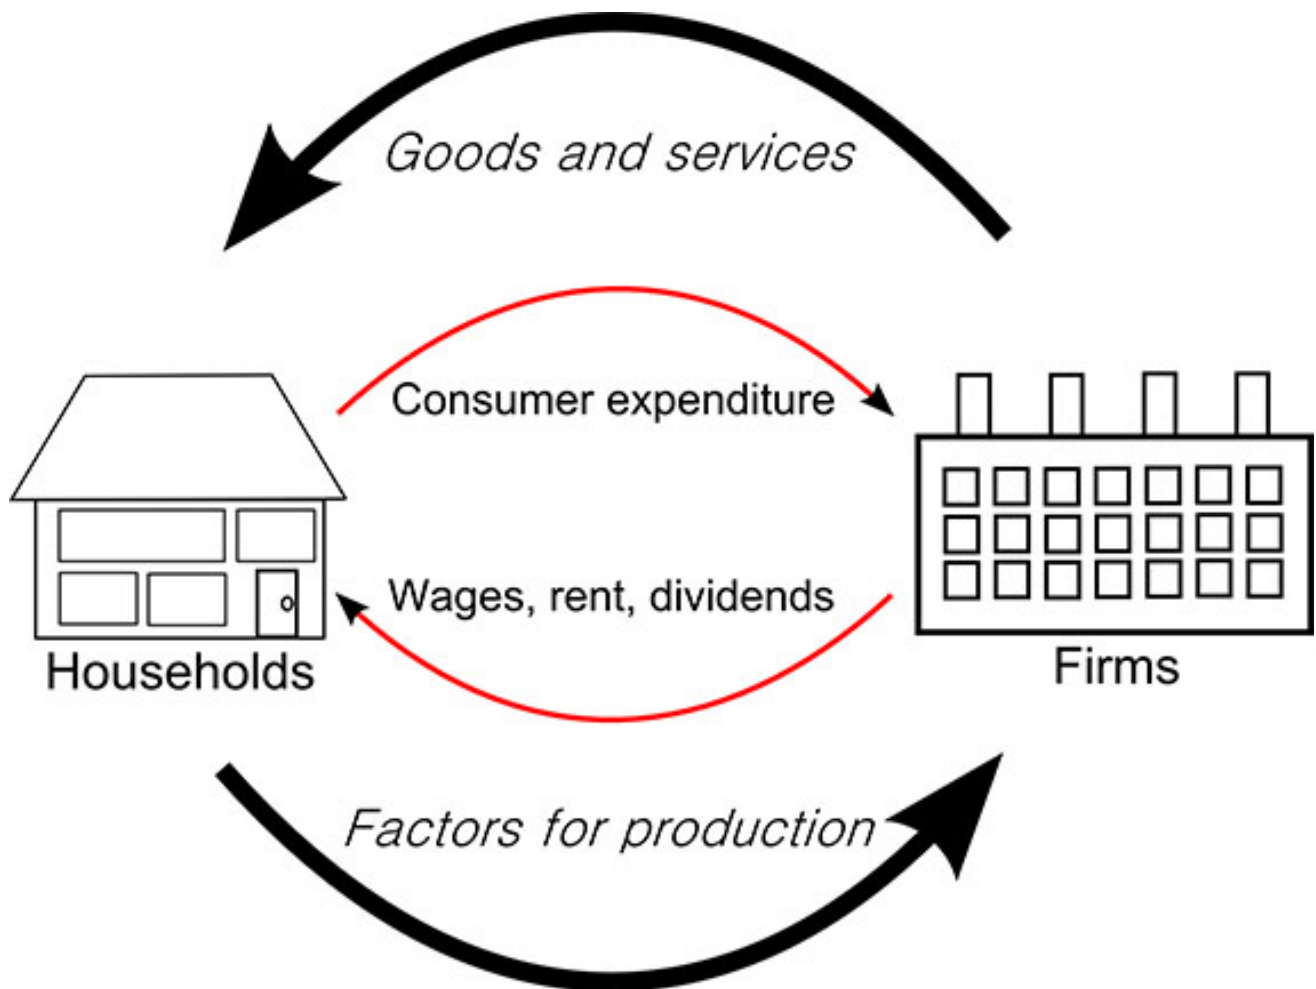 Goods and services
Consumer expenditure
Wages, rent, dividends
Households
Firms
Factors for production